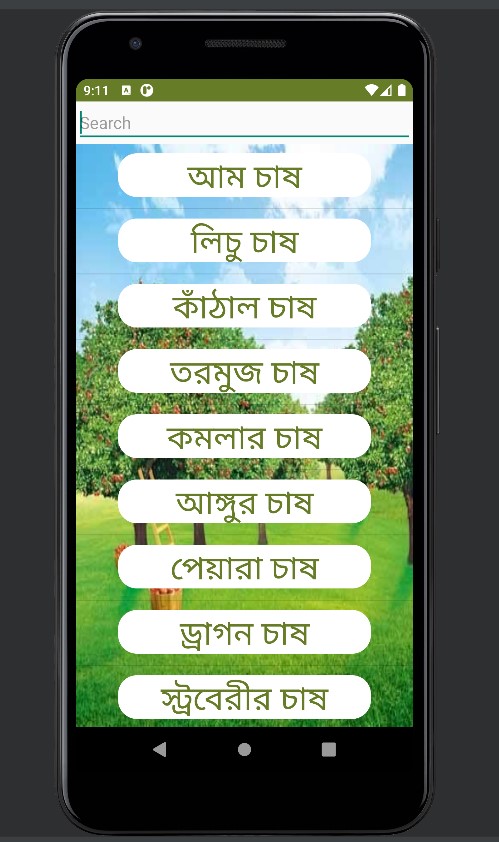 9:11
Search
আম চাষ
লিচু চাষ
কাঁঠাল চাষ
তরমুজ চাষ
কমলার চাষ
আঙ্গুর চাষ
পেয়ারা চাষ
ড্রাগন চাষ
স্ট্রবেরীর চাষ